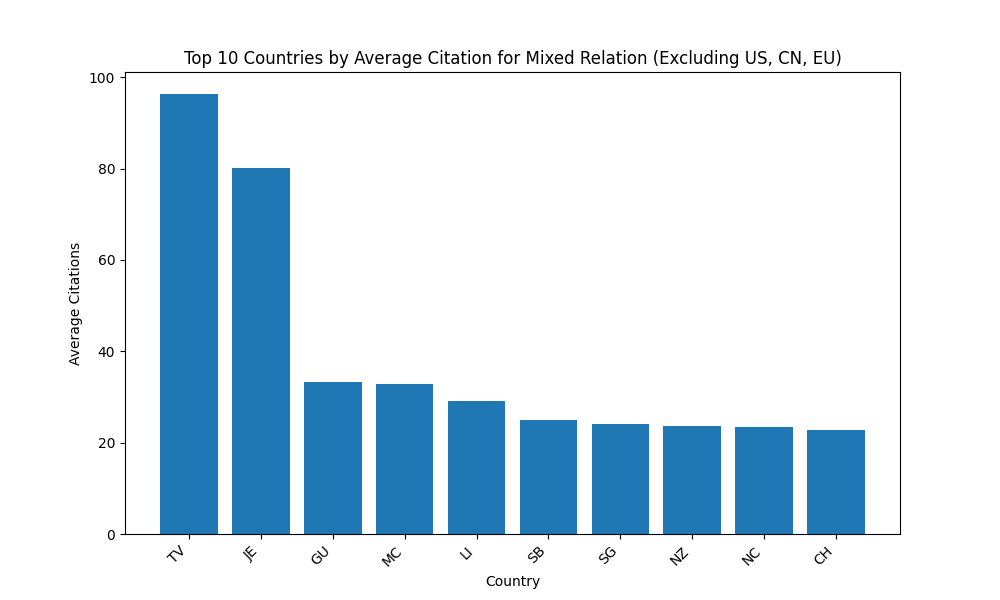 Top 10 Countries by Average Citation for Mixed Relation (Excluding US, CN, EU)
100
80
60
40
20
0
Average Citations
TV
JE
GU
MC
LI
SB
SG
NZ
NC
CH
Country